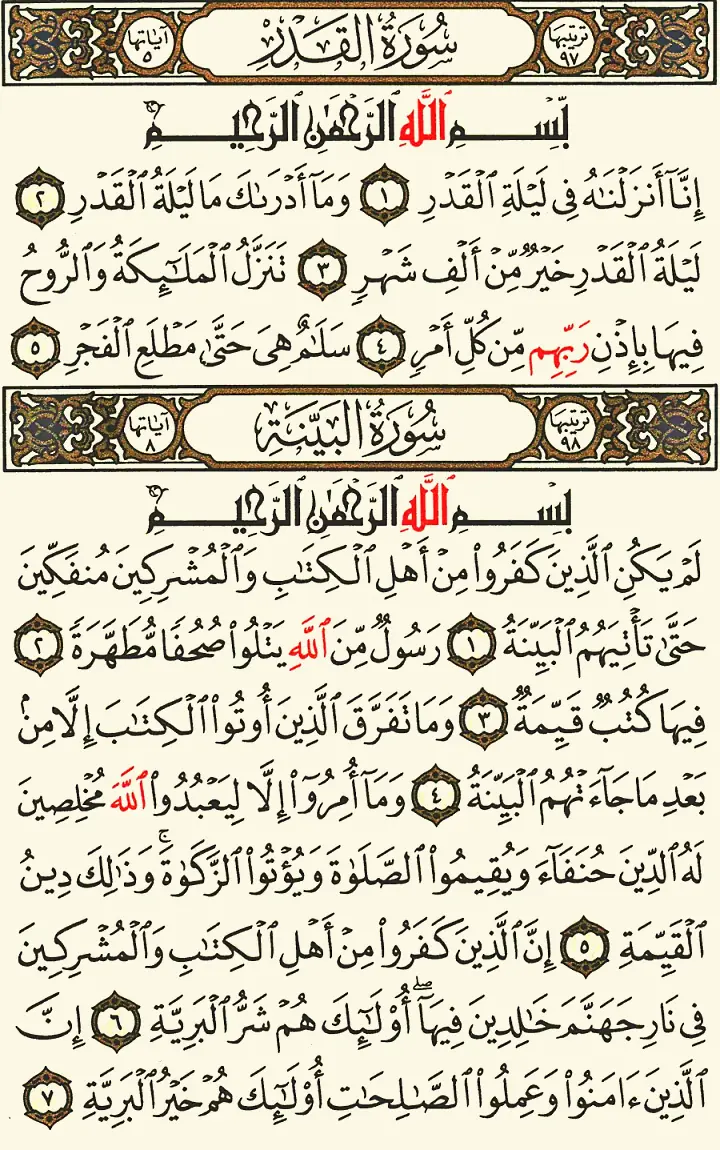 ترتيبها ٩٧ سُورَةُ القَدْرِ آياتها ٥
بِّسْمِ ٱللَّهِ ٱلرَّحْمَٰنِ ٱلرَّحِيمِ
إِنَّآ أَنزَلْنَٰهُ فِى لَيْلَةِ ٱلْقَدْرِ ١ وَمَآ أَدْرَىٰكَ مَا لَيْلَةُ ٱلْقَدْرِ ٢
لَيْلَةُ ٱلْقَدْرِ خَيْرٌ مِّنْ أَلْفِ شَهْرٍ ٣ تَنَزَّلُ ٱلْمَلَٰٓئِكَةُ وَٱلرُّوحُ
فِيهَا بِإِذْنِ رَبِّهِم مِّن كُلِّ أَمْرٍ ٤ سَلَٰمٌ هِىَ حَتَّىٰ مَطْلَعِ ٱلْفَجْرِ ٥
ترتيبها ٩٨ سُورَةُ البَيِّنَةِ آياتها ٨
بِسْمِ ٱللَّهِ ٱلرَّحْمَٰنِ ٱلرَّحِيمِ
لَمْ يَكُنِ ٱلَّذِينَ كَفَرُوا۟ مِنْ أَهْلِ ٱلْكِتَٰبِ وَٱلْمُشْرِكِينَ مُنفَكِّينَ
حَتَّىٰ تَأْتِيَهُمُ ٱلْبَيِّنَةُ ١ رَسُولٌ مِّنَ ٱللَّهِ يَتْلُوا۟ صُحُفًا مُّطَهَّرَةً ٢
فِيهَا كُتُبٌ قَيِّمَةٌ ٣ وَمَا تَفَرَّقَ ٱلَّذِينَ أُوتُوا۟ ٱلْكِتَٰبَ إِلَّا مِنۢ
بَعْدِ مَا جَآءَتْهُمُ ٱلْبَيِّنَةُ ٤ وَمَآ أُمِرُوٓا۟ إِلَّا لِيَعْبُدُوا۟ ٱللَّهَ مُخْلِصِينَ
لَهُ ٱلدِّينَ حُنَفَآءَ وَيُقِيمُوا۟ ٱلصَّلَوٰةَ وَيُؤْتُوا۟ ٱلزَّكَوٰةَ ۚ وَذَٰلِكَ دِينُ
ٱلْقَيِّمَةِ ٥ إِنَّ ٱلَّذِينَ كَفَرُوا۟ مِنْ أَهْلِ ٱلْكِتَٰبِ وَٱلْمُشْرِكِينَ
فِى نَارِ جَهَنَّمَ خَٰلِدِينَ فِيهَآ ۖ أُو۟لَٰٓئِكَ هُمْ شَرُّ ٱلْبَرِيَّةِ ٦ إِنَّ
ٱلَّذِينَ ءَامَنُوا۟ وَعَمِلُوا۟ ٱلصَّٰلِحَٰتِ أُو۟لَٰٓئِكَ هُمْ خَيْرُ ٱلْبَرِيَّةِ ٧